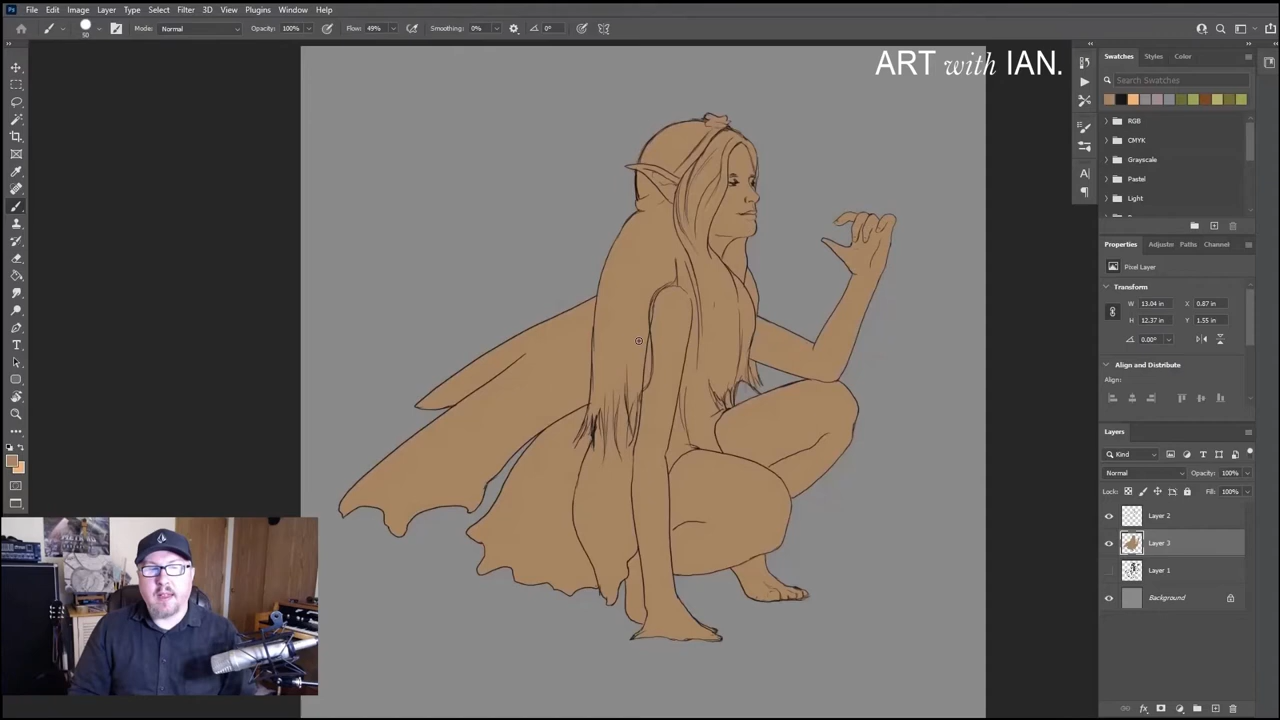 File Edit Image Layer Type Select Filter 3D View Plugins Window Help
50 Mode: Normal Opacity: 100% Flow: 49% Smoothing: 0% 0°
ART with IAN.
Swatches Styles Color
Search Swatches
RGB
CMYK
Grayscale
Pastel
Light
Properties Adjustr Paths Channel
Pixel Layer
Transform
W 13.04 in X 0.87 in
H 12.37 in Y 1.55 in
0.00°
Align and Distribute
Align:
Layers
Kind
Normal Opacity: 100%
Lock: Fill: 100%
Layer 2
Layer 3
Layer 1
Background